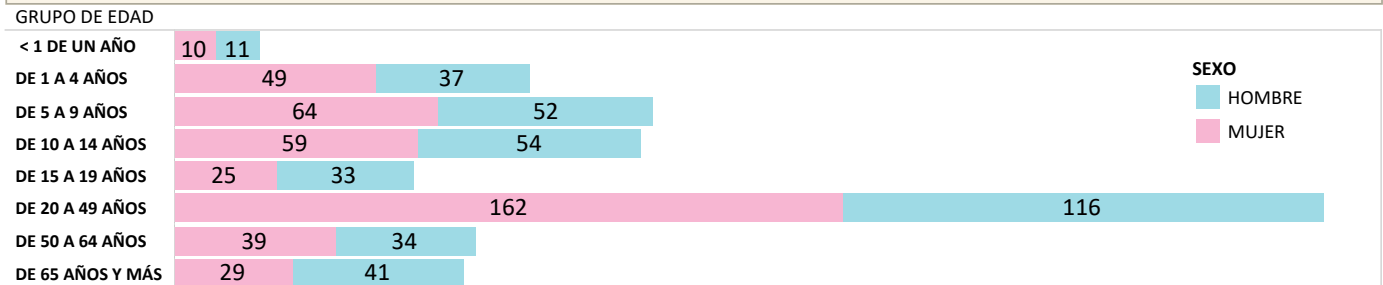 GRUPO DE EDAD
< 1 DE UN AÑO 10 11
DE 1 A 4 AÑOS 49 37
SEXO
DE 5 A 9 AÑOS 64 52
HOMBRE
DE 10 A 14 AÑOS 59 54
MUJER
DE 15 A 19 AÑOS 25 33
DE 20 A 49 AÑOS 162 116
DE 50 A 64 AÑOS 39 34
DE 65 AÑOS Y MÁS 29 41